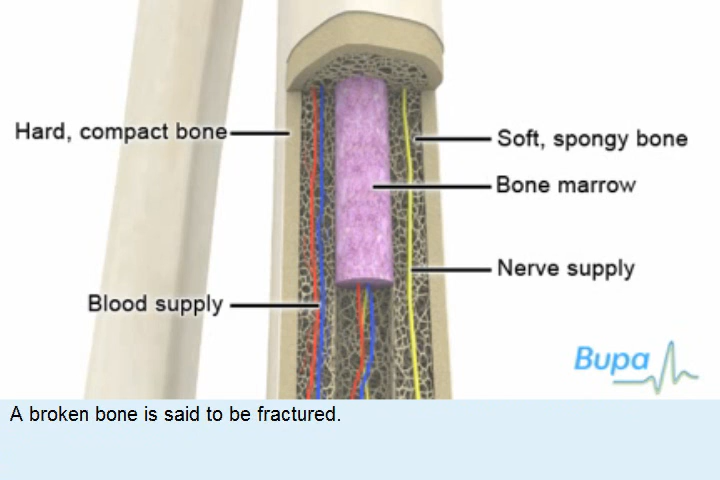 Hard, compact bone
Soft, spongy bone
Bone marrow
Nerve supply
Blood supply
Bupa
A broken bone is said to be fractured.